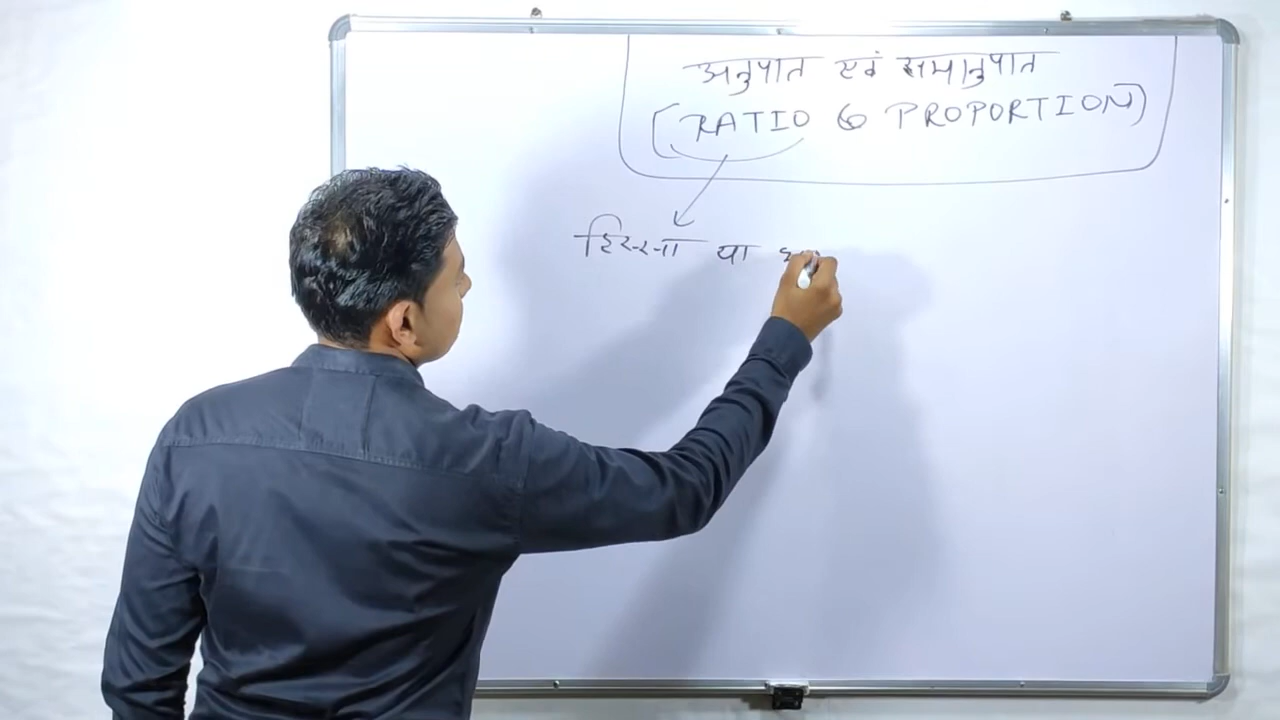 अनुपात एवं समानुपात
(RATIO & PROPORTION)
हिस्सा या